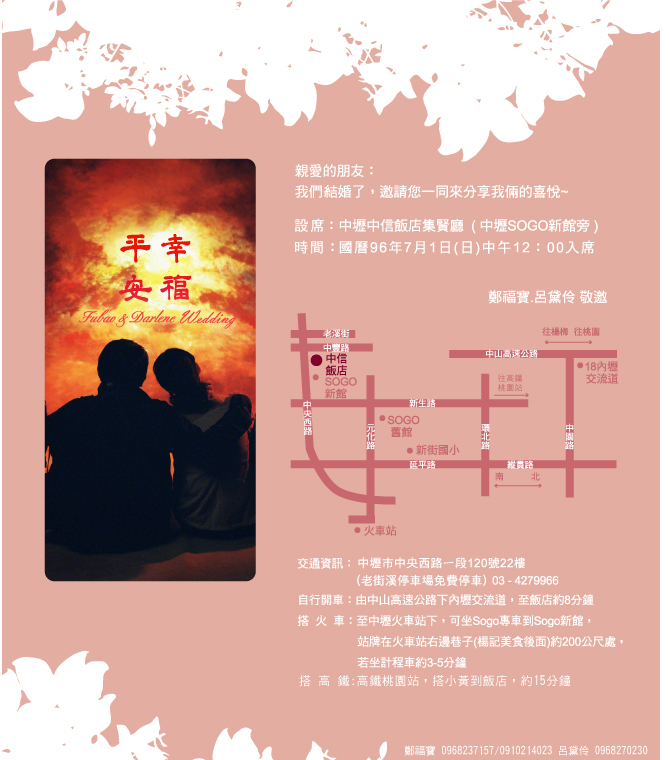 親愛的朋友：
我們結婚了，邀請您一同來分享我倆的喜悅~
設席：中壢中信飯店集賢廳 ( 中壢SOGO新館旁 )
時間：國曆96年7月1日(日)中午12：00入席
鄭福寶.呂黛伶 敬邀
平 幸
安 福
Fubao & Darlene Wedding
老溪街
中豐路
中信
飯店
SOGO
新館
中央西路
元化路
新生路
SOGO
舊館
新街國小
延平路
火車站
環北路
縱貫路
南 北
往高鐵
桃園站
中山高速公路
往楊梅 往桃園
18內壢
交流道
中園路
交通資訊： 中壢市中央西路一段120號22樓
（老街溪停車場免費停車）03 - 4279966
自行開車：由中山高速公路下內壢交流道，至飯店約8分鐘
搭 火 車：至中壢火車站下，可坐Sogo專車到Sogo新館，
站牌在火車站右邊巷子(楊記美食後面)約200公尺處，
若坐計程車約3-5分鐘
搭 高 鐵:高鐵桃園站，搭小黃到飯店，約15分鐘
鄭福寶 0968237157/0910214023 呂黛伶 0968270230